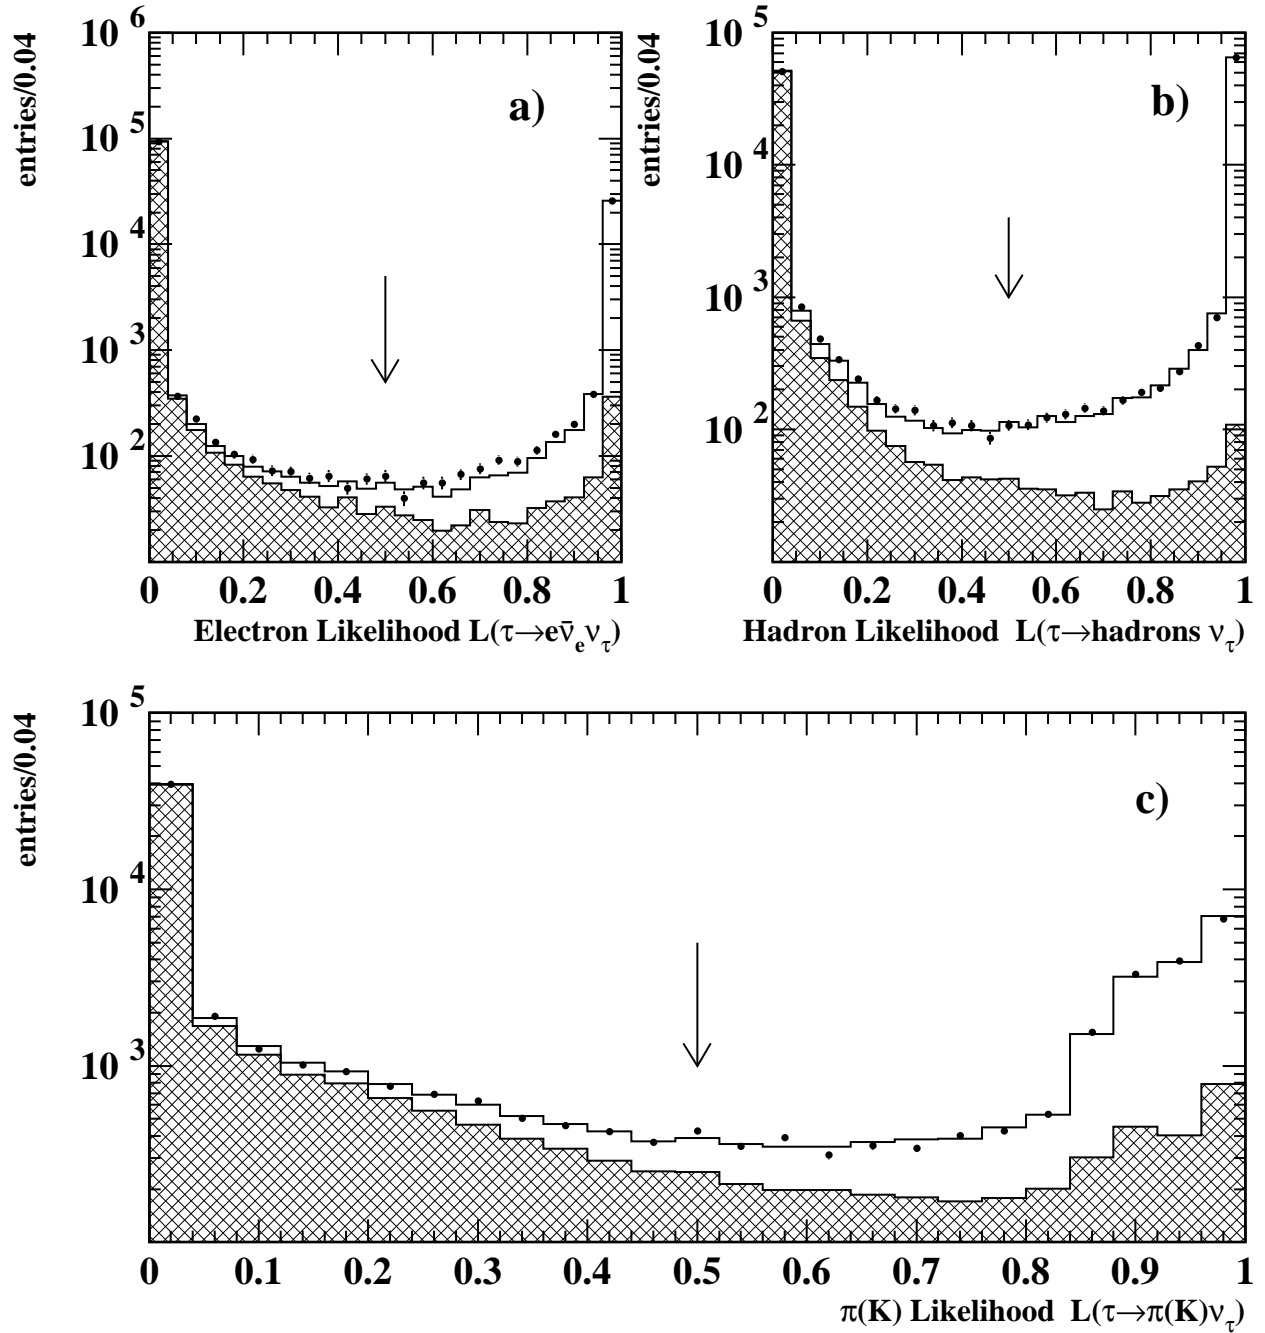 entries/0.04
10^6
10^5
10^4
10^3
10^2
a)
0 0.2 0.4 0.6 0.8 1
Electron Likelihood L(τ→eν̄_e ν_τ)
entries/0.04
10^5
10^4
10^3
10^2
b)
0 0.2 0.4 0.6 0.8 1
Hadron Likelihood L(τ→hadrons ν_τ)
entries/0.04
10^5
10^4
10^3
c)
0 0.1 0.2 0.3 0.4 0.5 0.6 0.7 0.8 0.9 1
π(K) Likelihood L(τ→π(K)ν_τ)